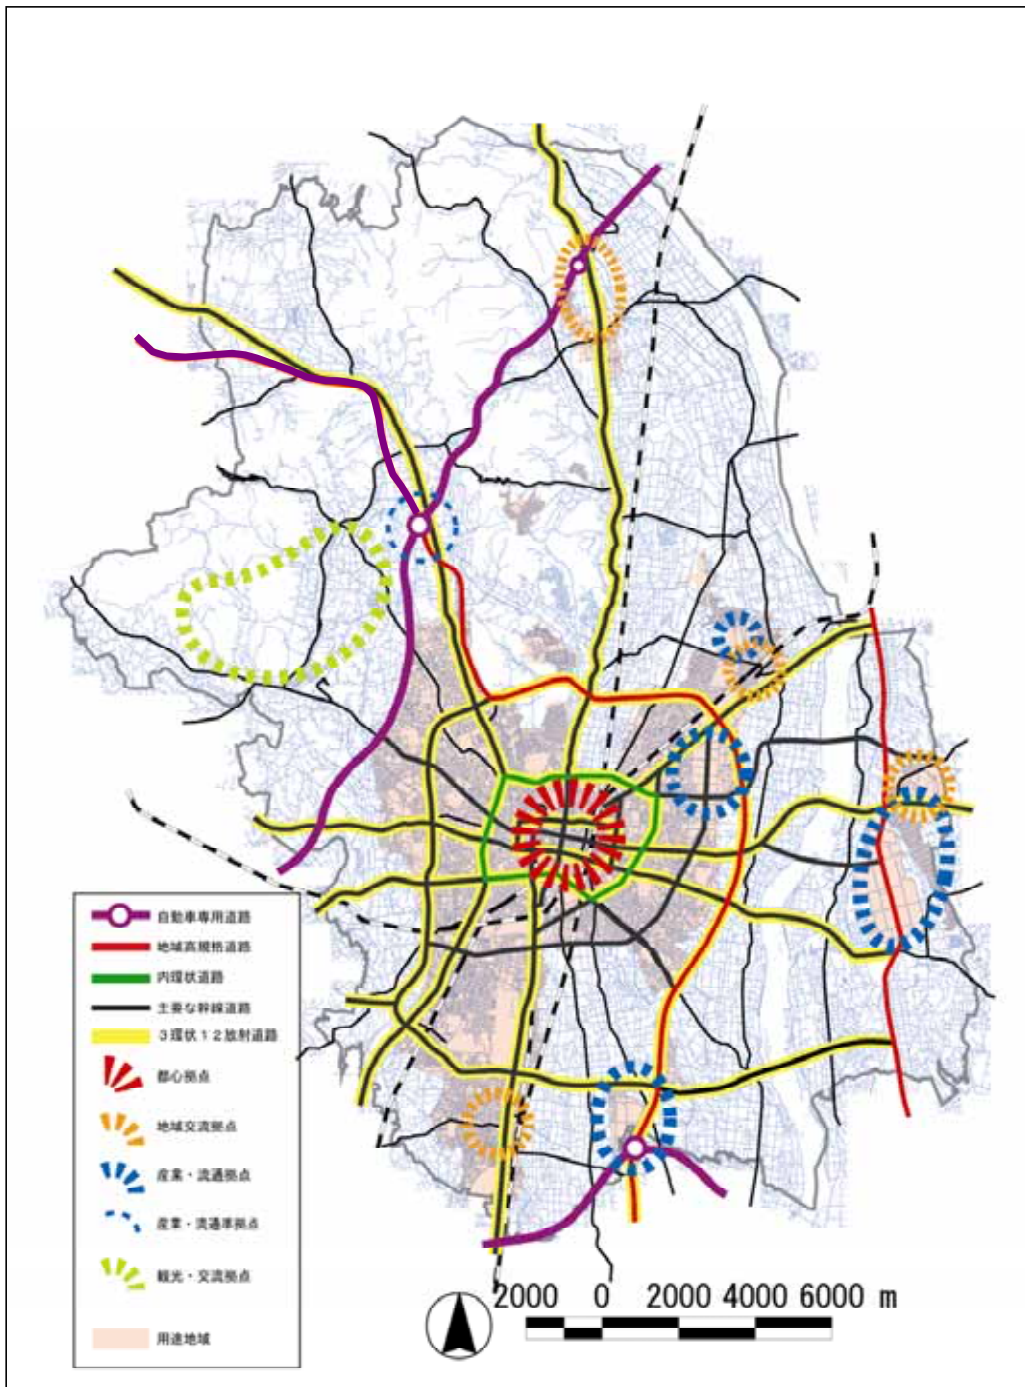 自動車専用道路
地域高規格道路
内環状道路
主要な幹線道路
3環状12放射道路
都心拠点
地域交流拠点
産業・流通拠点
産業・流通準拠点
観光・交流拠点
用途地域
2000 0 2000 4000 6000 m